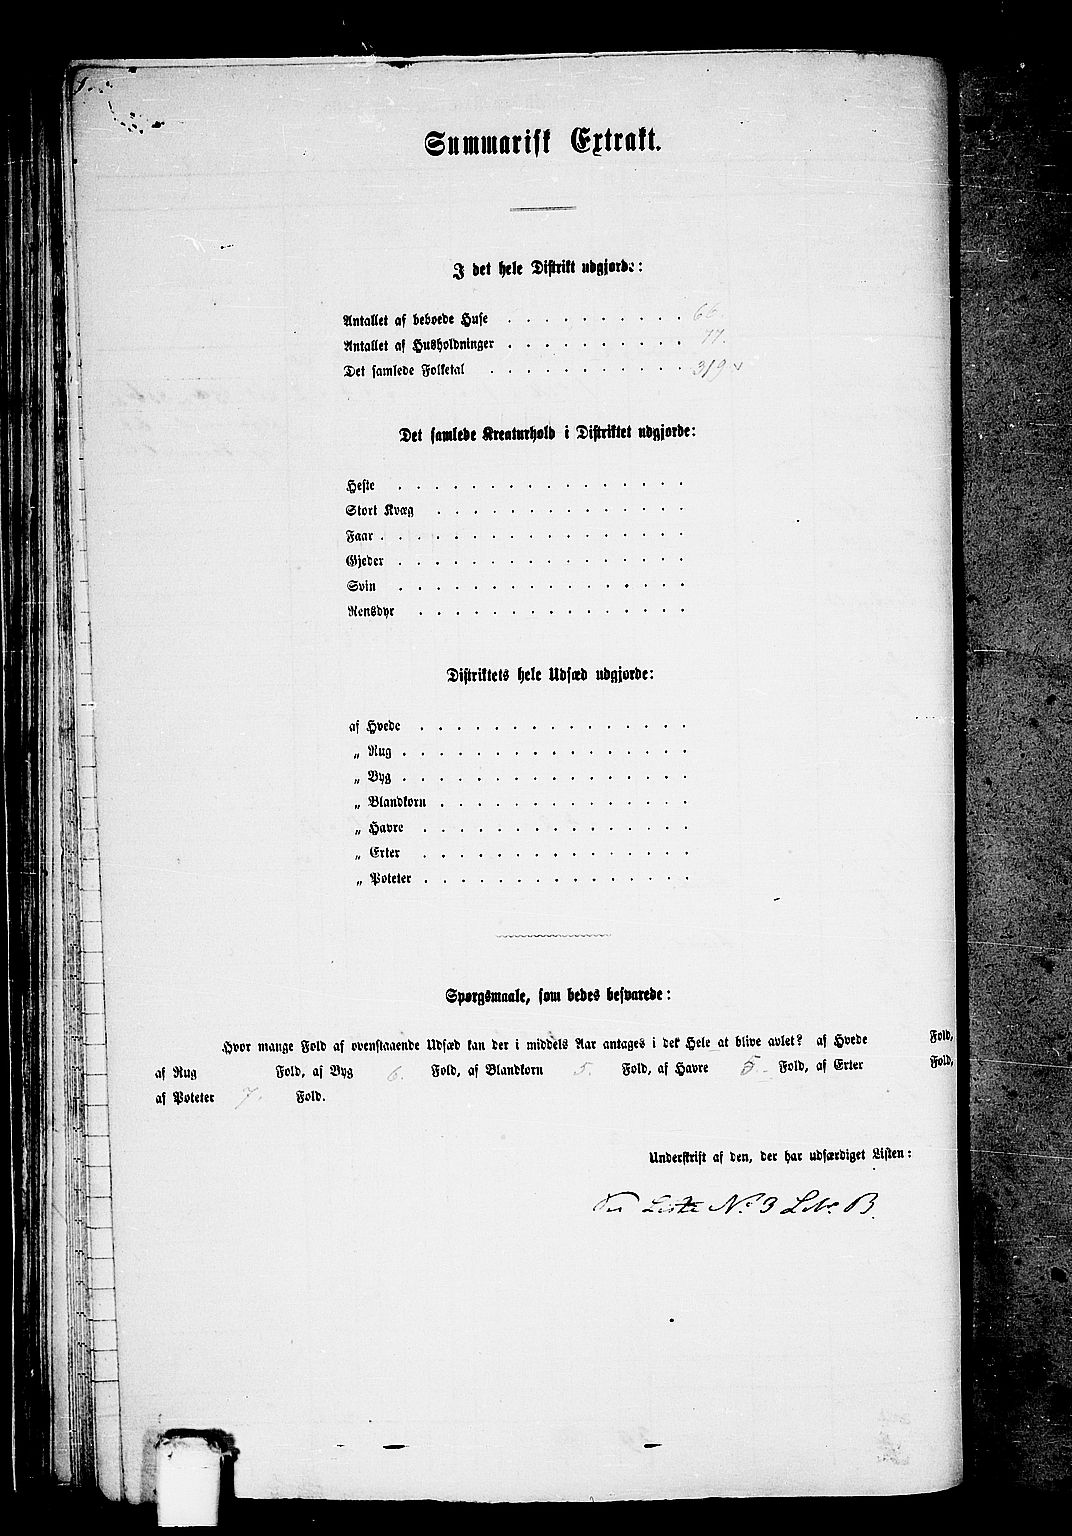 Summarisk Extrakt.
I det hele Distrikt udgjorde:
Antallet af beboede Huse . . . . . . . . . . 66.
Antallet af Husholdninger . . . . . . . . . . 77.
Det samlede Folketal . . . . . . . . . . . 319
Det samlede Kreaturhold i Distriktet udgjorde:
Heste . . . . . . . . . . . . . . . .
Stort Kvæg . . . . . . . . . . . . . .
Faar . . . . . . . . . . . . . . . . .
Gjeder . . . . . . . . . . . . . . . .
Svin . . . . . . . . . . . . . . . .
Rensdyr . . . . . . . . . . . . . . .
Distriktets hele Udsæd udgjorde:
af Hvede . . . . . . . . . . . . . . .
„ Rug . . . . . . . . . . . . . . . .
„ Byg . . . . . . . . . . . . . . . .
„ Blandkorn . . . . . . . . . . . . . .
„ Havre . . . . . . . . . . . . . . .
„ Erter . . . . . . . . . . . . . . .
„ Poteter . . . . . . . . . . . . . . .
Spørgsmaale, som bedes besvarede:
Hvor mange Fold af ovenstaaende Udsæd kan der i middels Aar antages i det Hele at blive avlet? af Hvede Fold,
af Rug Fold, af Byg 6. Fold, af Blandkorn 5. Fold, af Havre 5. Fold, af Erter Fold,
af Poteter 7. Fold.
Underskrift af den, der har udfærdiget Listen:
Liste No. 3 B.